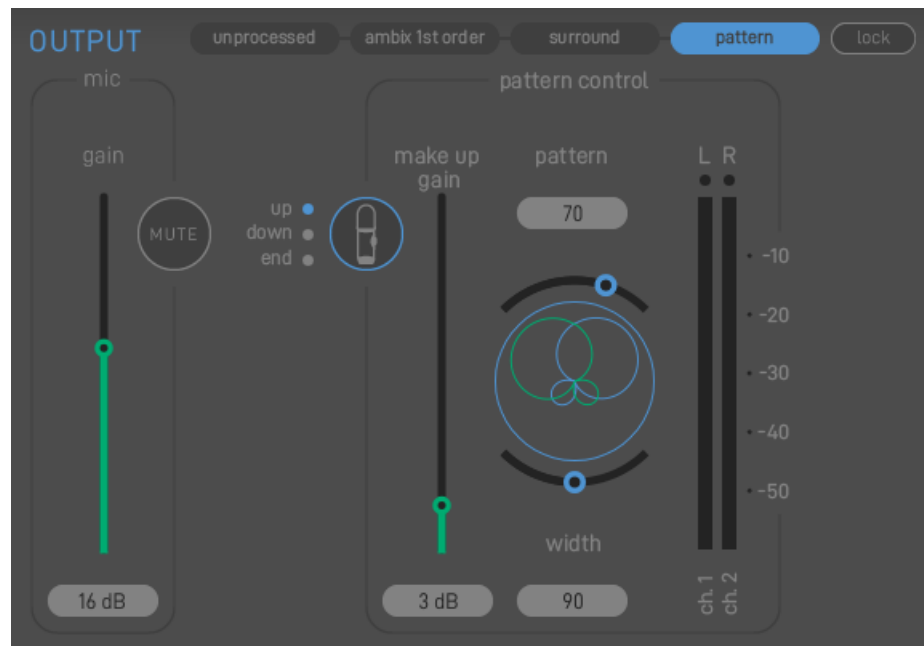 OUTPUT
unprocessed
ambix 1st order
surround
pattern
lock
mic
pattern control
gain
make up
gain
pattern
L R
MUTE
up
down
end
70
-10
-20
-30
-40
-50
width
16 dB
3 dB
90
ch. 1
ch. 2